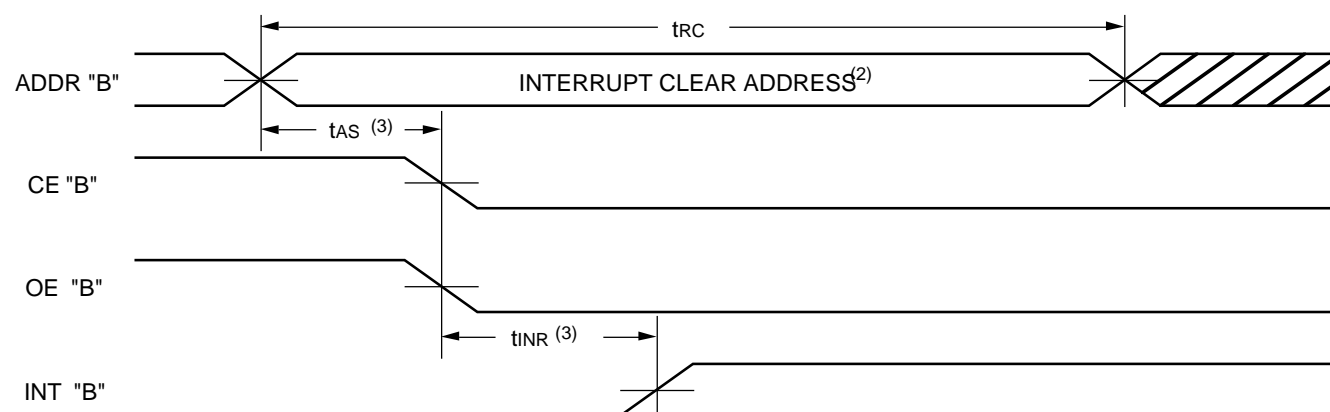 tRC
ADDR "B"
INTERRUPT CLEAR ADDRESS(2)
tAS (3)
CE "B"
OE "B"
tINR (3)
INT "B"